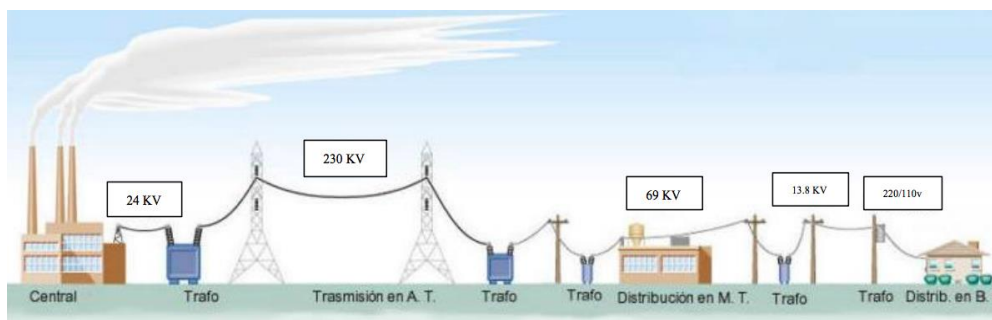 230 KV
24 KV
69 KV
13.8 KV
220/110v
Central
Trafo
Trasmisión en A. T.
Trafo
Trafo
Distribución en M. T.
Trafo
Trafo
Distrib. en B.